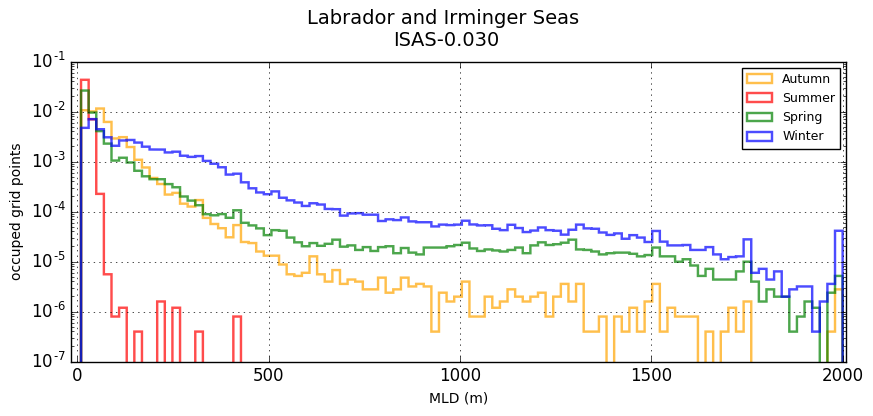 Labrador and Irminger Seas
ISAS-0.030
10^-1
10^-2
10^-3
10^-4
10^-5
10^-6
10^-7
occuped grid points
Autumn
Summer
Spring
Winter
0 500 1000 1500 2000
MLD (m)